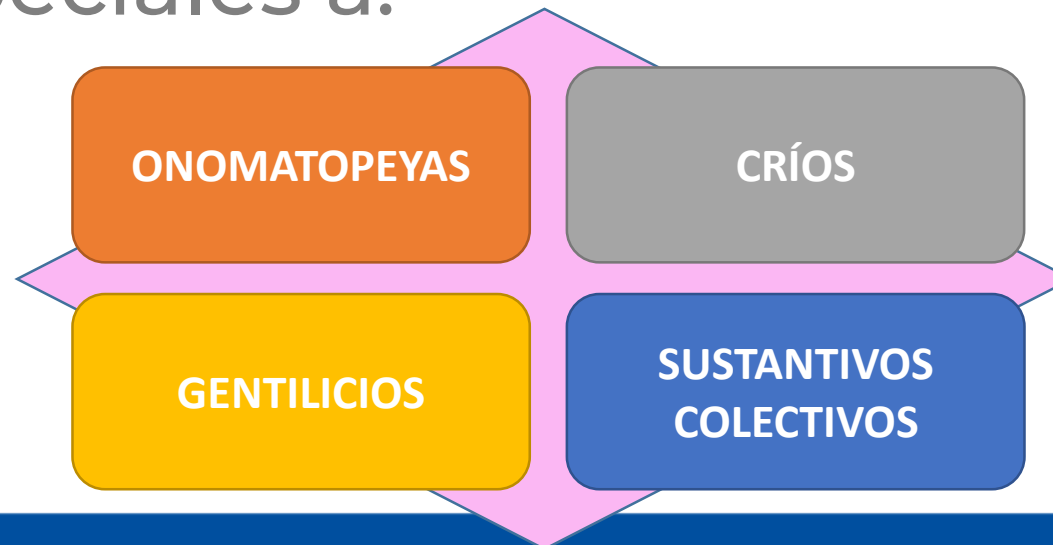 a:
ONOMATOPEYAS
CRÍOS
GENTILICIOS
SUSTANTIVOS
COLECTIVOS